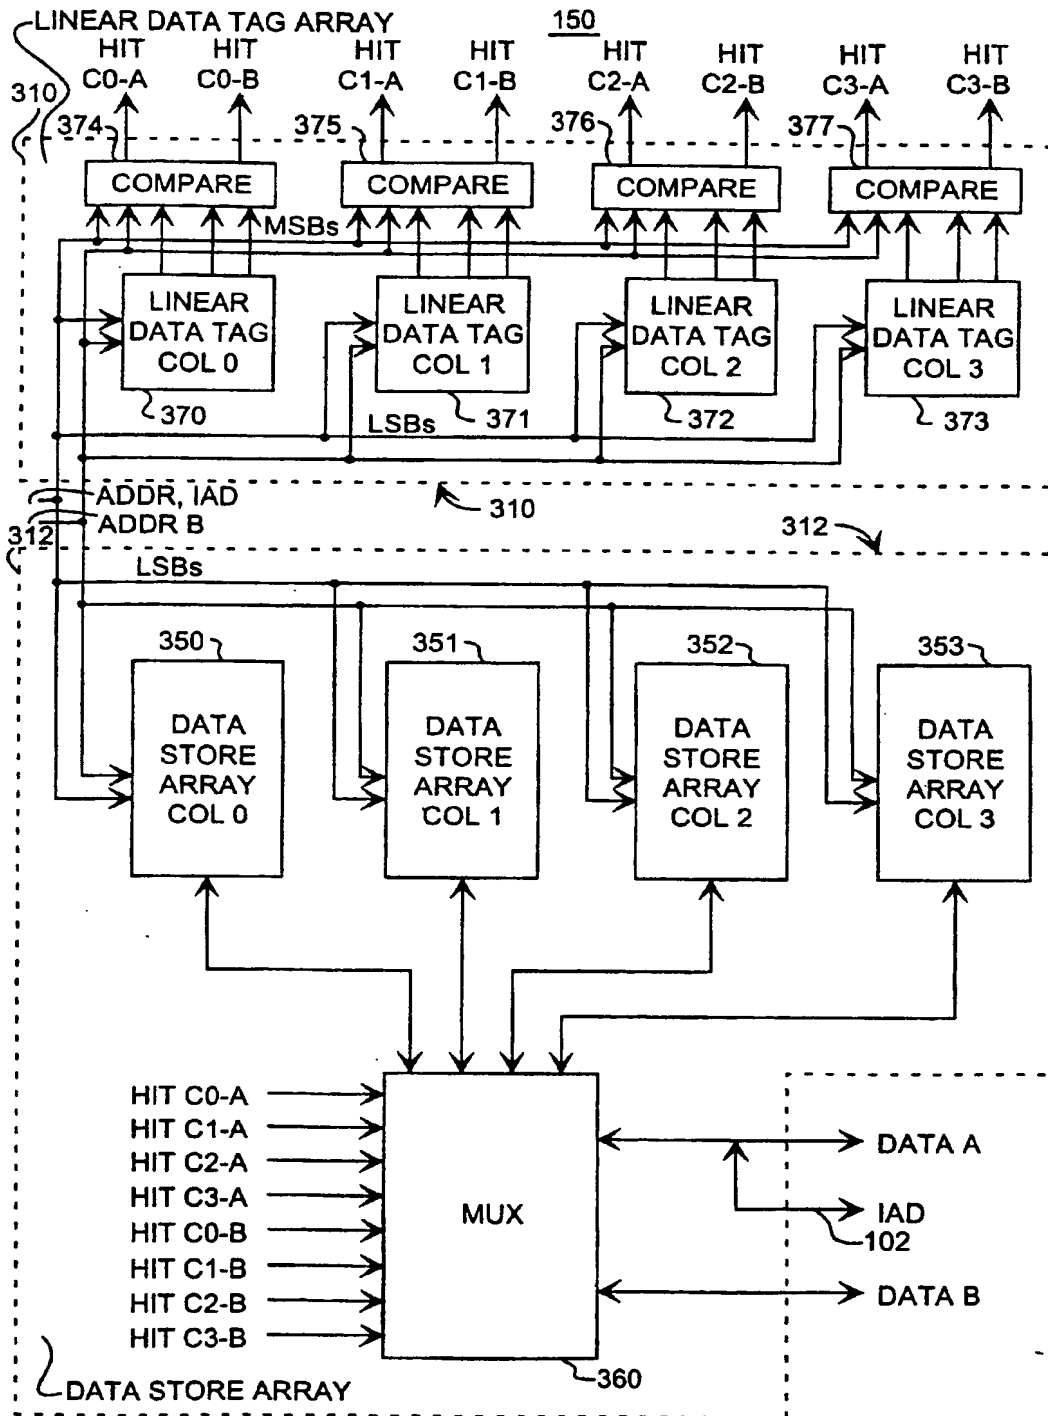 LINEAR DATA TAG ARRAY
150
HIT C0-A
HIT C0-B
HIT C1-A
HIT C1-B
HIT C2-A
HIT C2-B
HIT C3-A
HIT C3-B
310
374
375
376
377
COMPARE
COMPARE
COMPARE
COMPARE
MSBs
LINEAR
DATA TAG
COL 0
LINEAR
DATA TAG
COL 1
LINEAR
DATA TAG
COL 2
LINEAR
DATA TAG
COL 3
370
371
372
373
LSBs
ADDR, IAD
ADDR B
310
312
312
LSBs
350
351
352
353
DATA
STORE
ARRAY
COL 0
DATA
STORE
ARRAY
COL 1
DATA
STORE
ARRAY
COL 2
DATA
STORE
ARRAY
COL 3
HIT C0-A
HIT C1-A
HIT C2-A
HIT C3-A
HIT C0-B
HIT C1-B
HIT C2-B
HIT C3-B
MUX
DATA A
IAD
102
DATA B
360
DATA STORE ARRAY